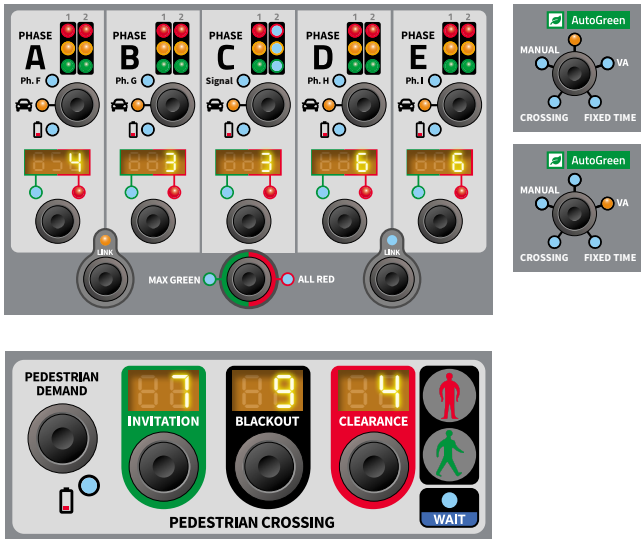 1 2
1 2
1 2
1 2
1 2
PHASE
A
PHASE
B
PHASE
C
PHASE
D
PHASE
E
Ph. F
Ph. G
Signal
Ph. H
Ph. I
4
3
3
6
6
LINK
LINK
MAX GREEN
ALL RED
AutoGreen
MANUAL
VA
CROSSING
FIXED TIME
AutoGreen
MANUAL
VA
CROSSING
FIXED TIME
PEDESTRIAN
DEMAND
7
INVITATION
9
BLACKOUT
4
CLEARANCE
WAIT
PEDESTRIAN CROSSING